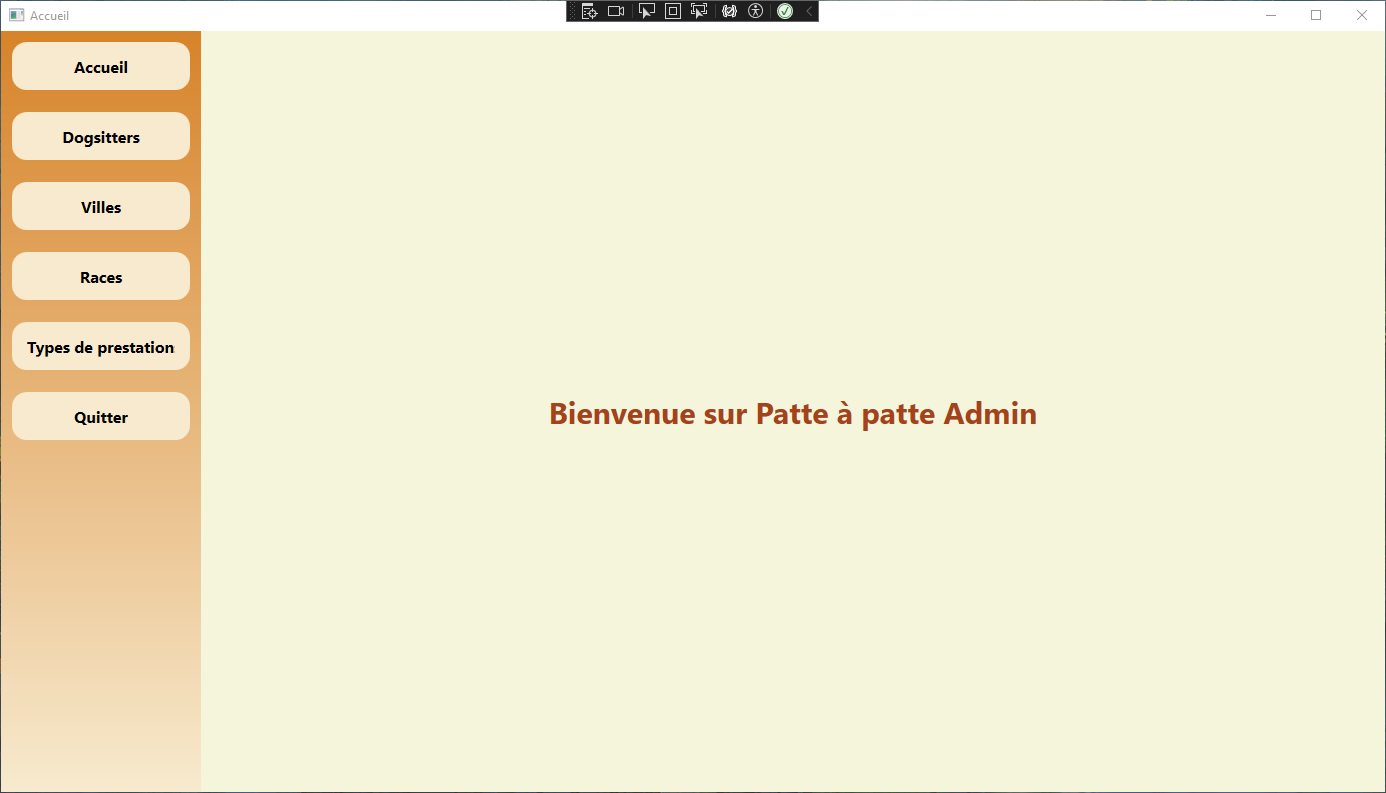 Accueil
Accueil
Dogsitters
Villes
Races
Types de prestation
Quitter
Bienvenue sur Patte à patte Admin